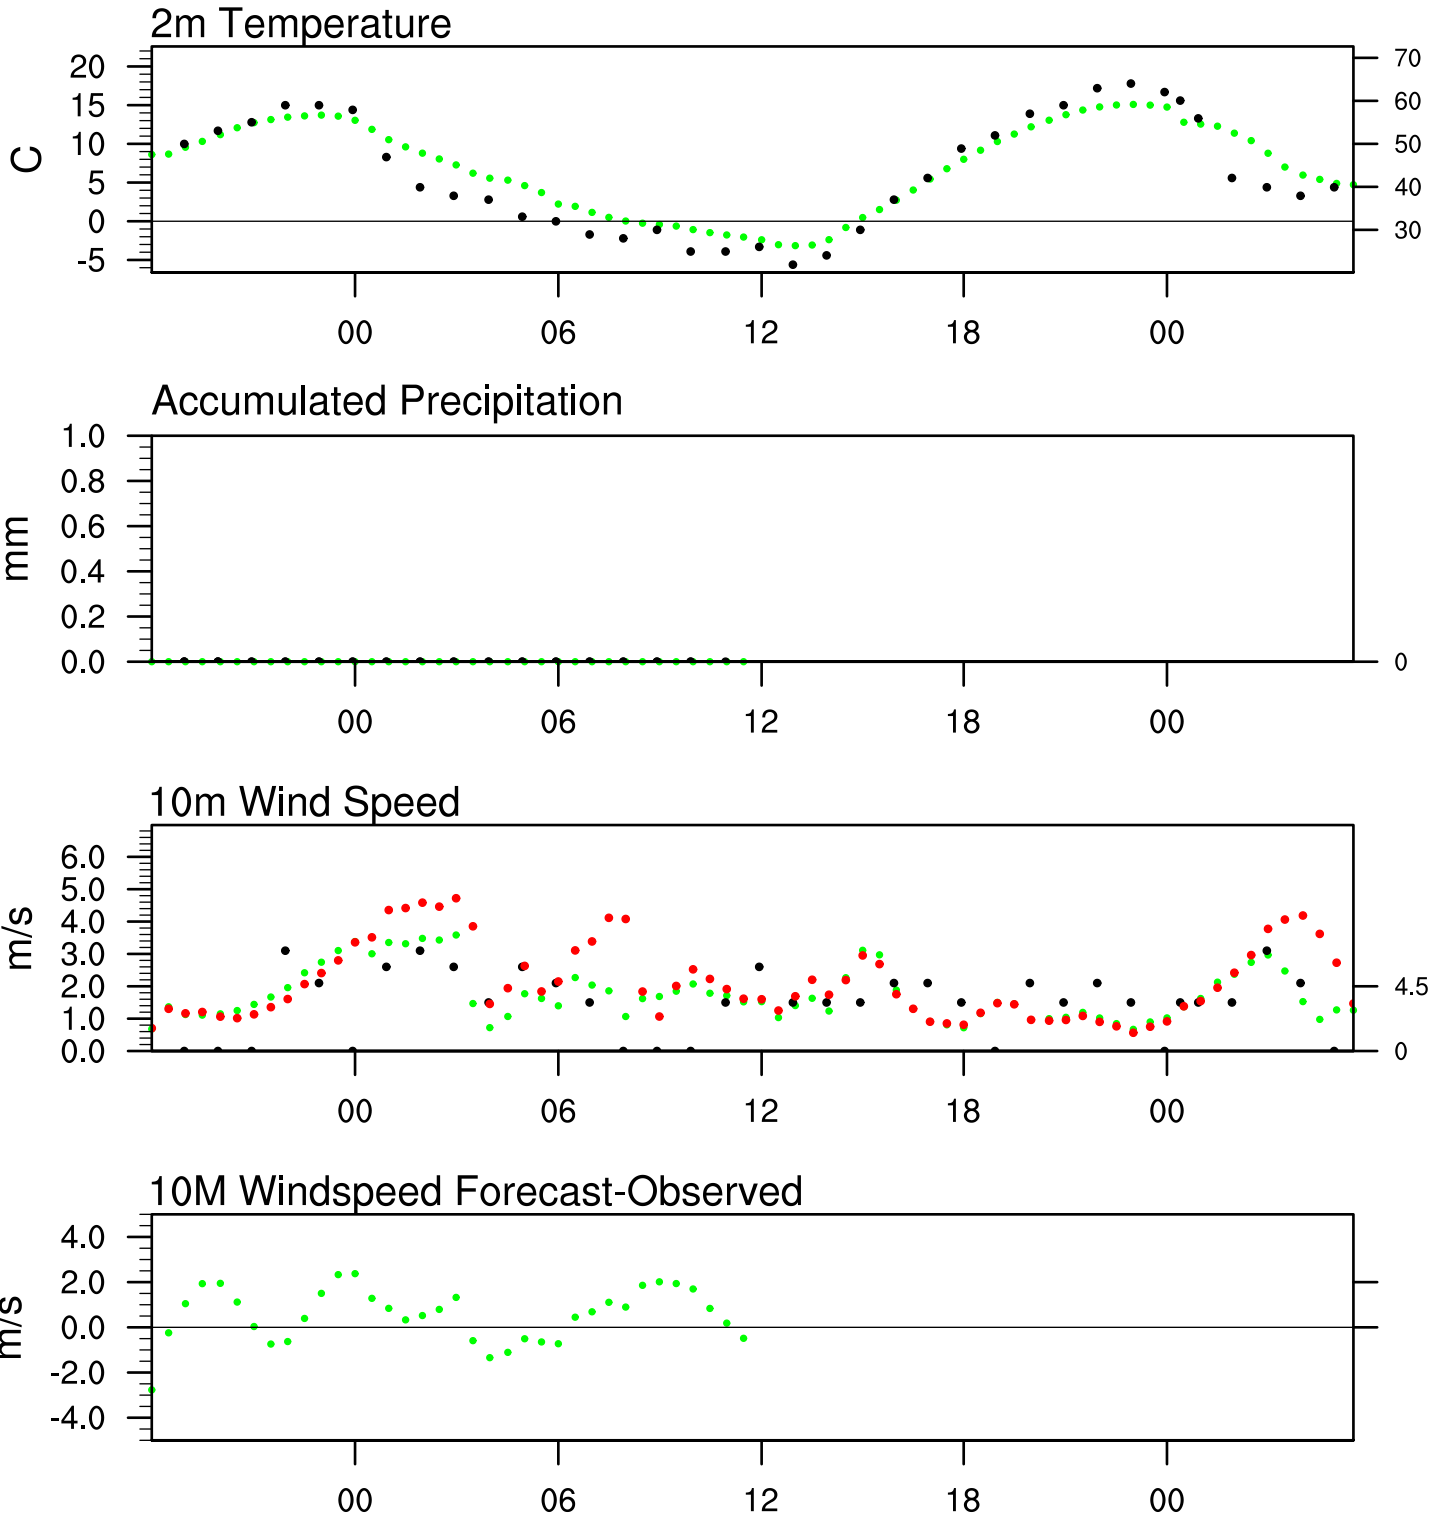 2m Temperature
20
15
10
5
0
-5
C
70
60
50
40
30
00 06 12 18 00
Accumulated Precipitation
1.0
0.8
0.6
0.4
0.2
0.0
mm
0
00 06 12 18 00
10m Wind Speed
6.0
5.0
4.0
3.0
2.0
1.0
0.0
m/s
4.5
0
00 06 12 18 00
10M Windspeed Forecast-Observed
4.0
2.0
0.0
-2.0
-4.0
m/s
00 06 12 18 00